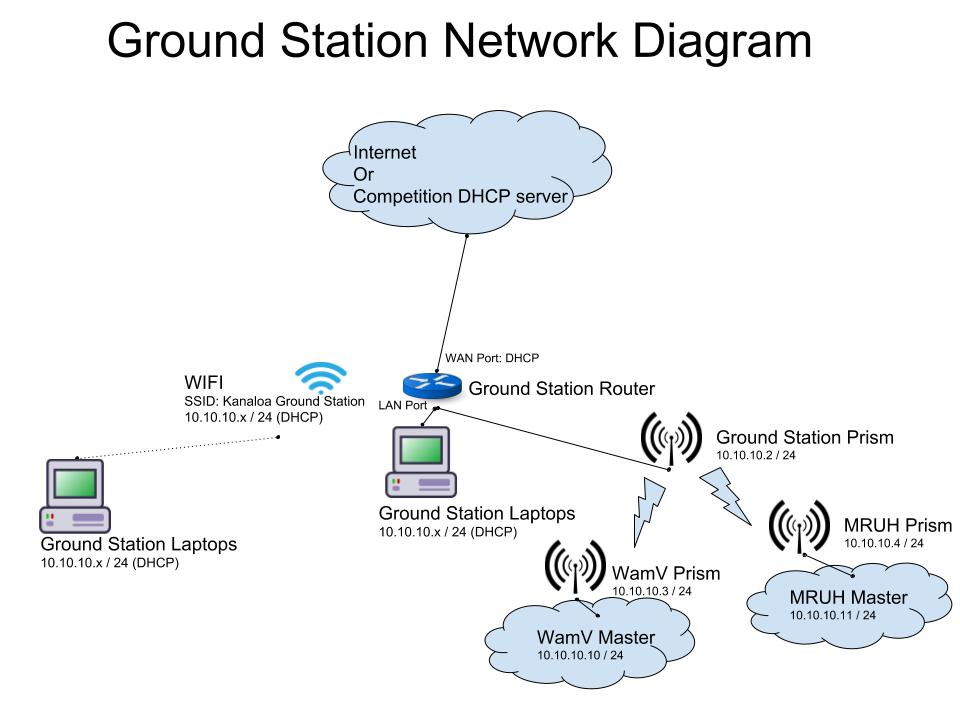 Ground Station Network Diagram
Internet
Or
Competition DHCP server
WAN Port: DHCP
Ground Station Router
LAN Port
WIFI
SSID: Kanaloa Ground Station
10.10.10.x / 24 (DHCP)
Ground Station Laptops
10.10.10.x / 24 (DHCP)
Ground Station Laptops
10.10.10.x / 24 (DHCP)
Ground Station Prism
10.10.10.2 / 24
MRUH Prism
10.10.10.4 / 24
WamV Prism
10.10.10.3 / 24
MRUH Master
10.10.10.11 / 24
WamV Master
10.10.10.10 / 24